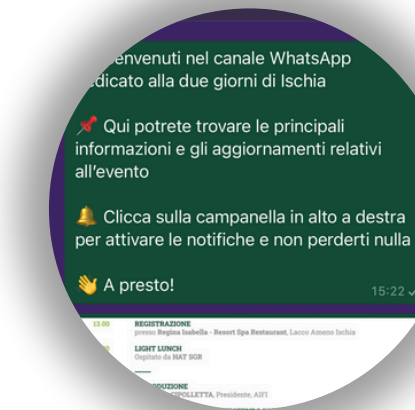 envenuti nel canale WhatsApp
dicato alla due giorni di Ischia
📌 Qui potrete trovare le principali
informazioni e gli aggiornamenti relativi
all'evento
🔔 Clicca sulla campanella in alto a destra
per attivare le notifiche e non perderti nulla
👋 A presto!
15:22 ✓
13.00 REGISTRAZIONE
presso Regina Isabella - Resort Spa Restaurant, Lacco Ameno Ischia
LIGHT LUNCH
Ospitato da HAT SGR
ODUZIONE
CIPOLLETTA, Presidente, AIFI